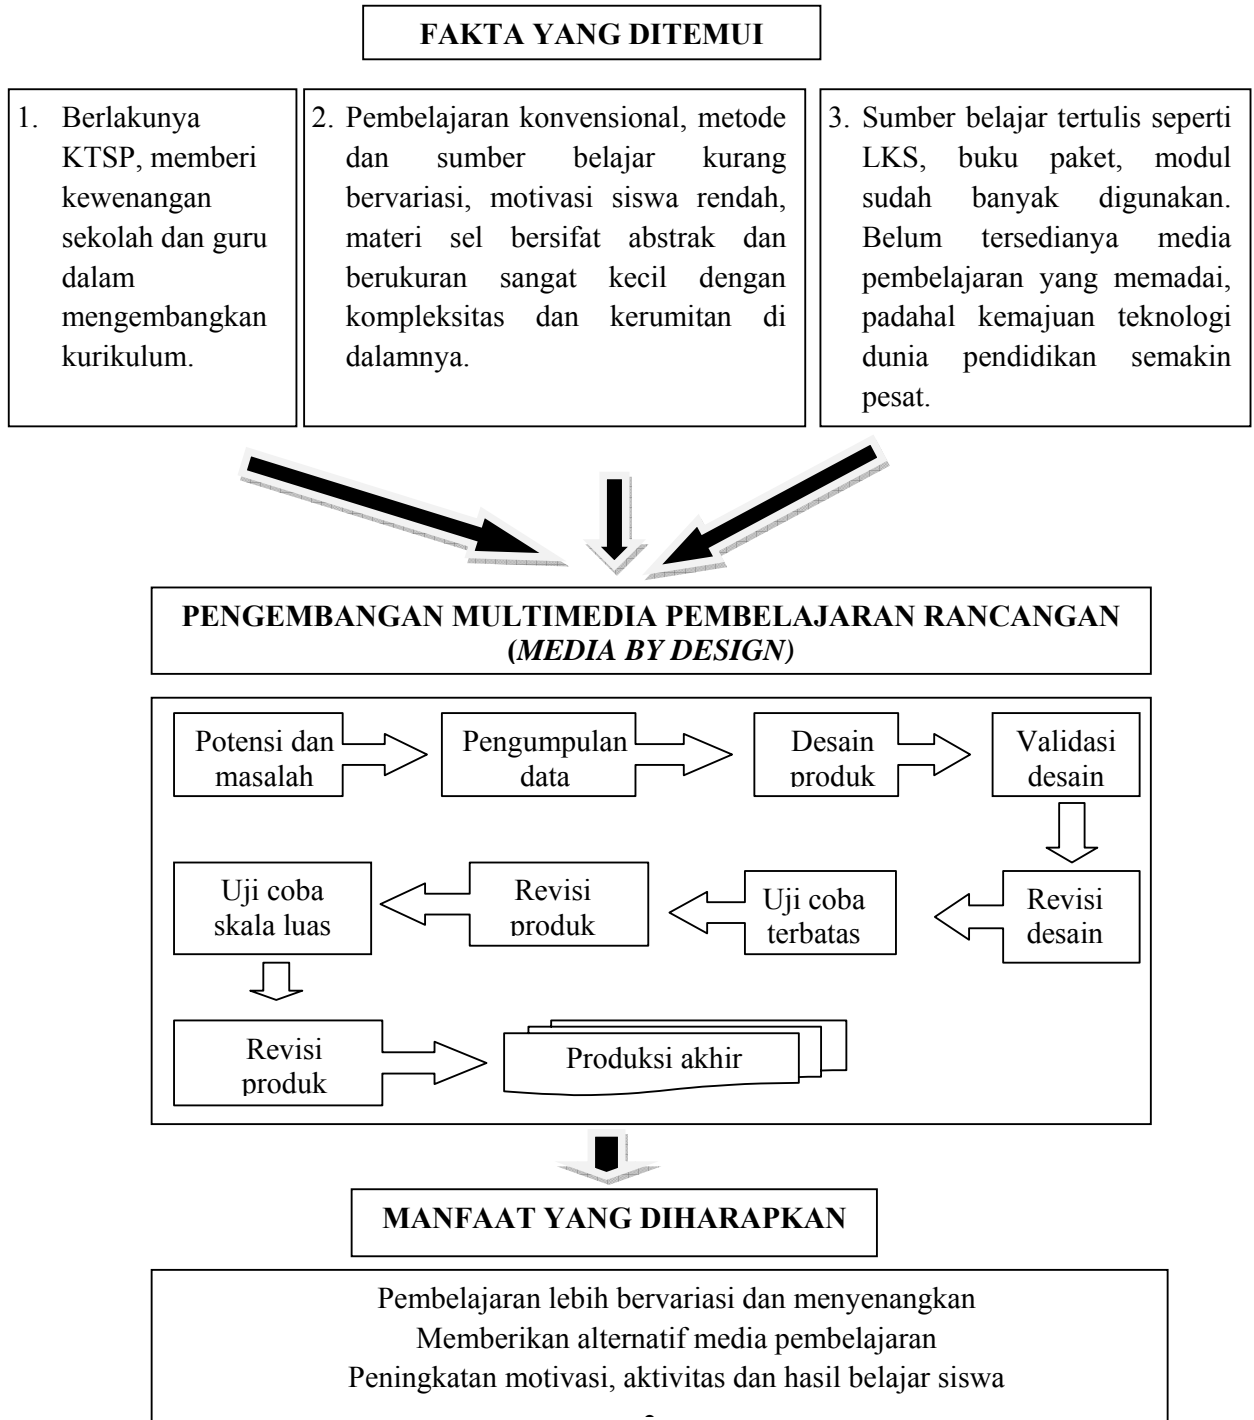 FAKTA YANG DITEMUI
1. Berlakunya
KTSP, memberi
kewenangan
sekolah dan guru
dalam
mengembangkan
kurikulum.
2. Pembelajaran konvensional, metode
dan sumber belajar kurang
bervariasi, motivasi siswa rendah,
materi sel bersifat abstrak dan
berukuran sangat kecil dengan
kompleksitas dan kerumitan di
dalamnya.
3. Sumber belajar tertulis seperti
LKS, buku paket, modul
sudah banyak digunakan.
Belum tersedianya media
pembelajaran yang memadai,
padahal kemajuan teknologi
dunia pendidikan semakin
pesat.
PENGEMBANGAN MULTIMEDIA PEMBELAJARAN RANCANGAN
(MEDIA BY DESIGN)
Potensi dan
masalah
Pengumpulan
data
Desain
produk
Validasi
desain
Revisi
desain
Uji coba
terbatas
Revisi
produk
Uji coba
skala luas
Revisi
produk
Produksi akhir
MANFAAT YANG DIHARAPKAN
Pembelajaran lebih bervariasi dan menyenangkan
Memberikan alternatif media pembelajaran
Peningkatan motivasi, aktivitas dan hasil belajar siswa